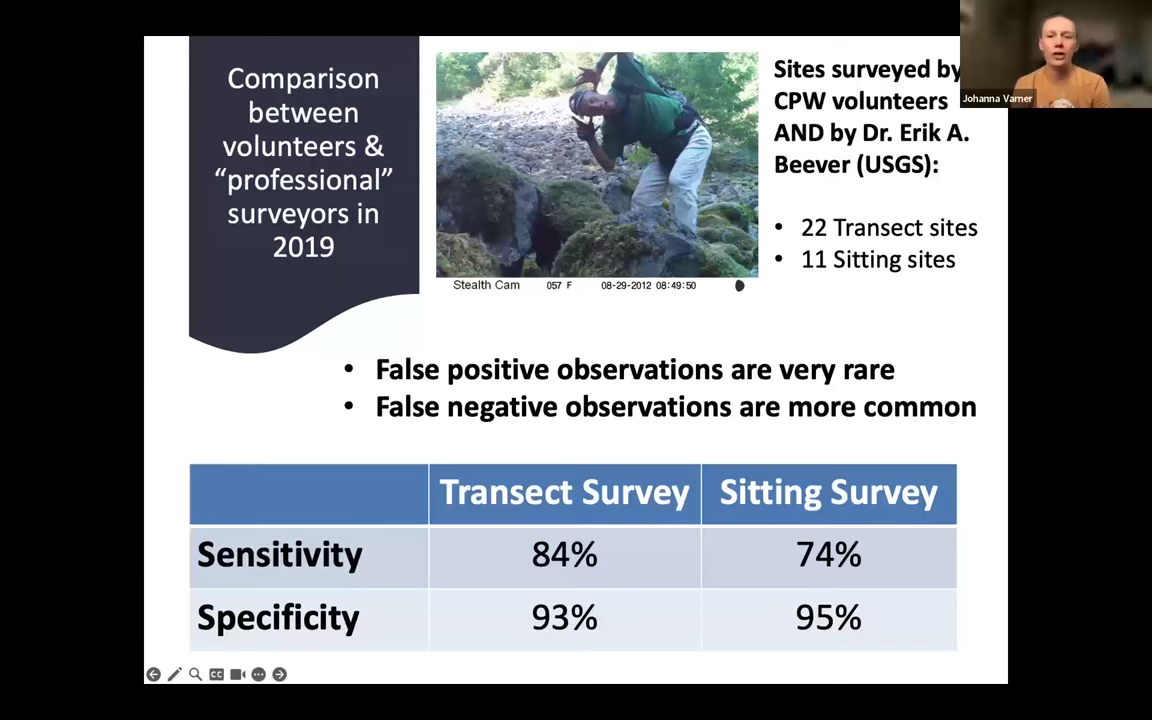 Comparison
between
volunteers &
“professional”
surveyors in
2019
Stealth Cam 057 F 08-29-2012 08:49:50
Sites surveyed by
CPW volunteers
AND by Dr. Erik A.
Beever (USGS):
• 22 Transect sites
• 11 Sitting sites
Johanna Varner
• False positive observations are very rare
• False negative observations are more common
Transect Survey Sitting Survey
Sensitivity 84% 74%
Specificity 93% 95%
CC